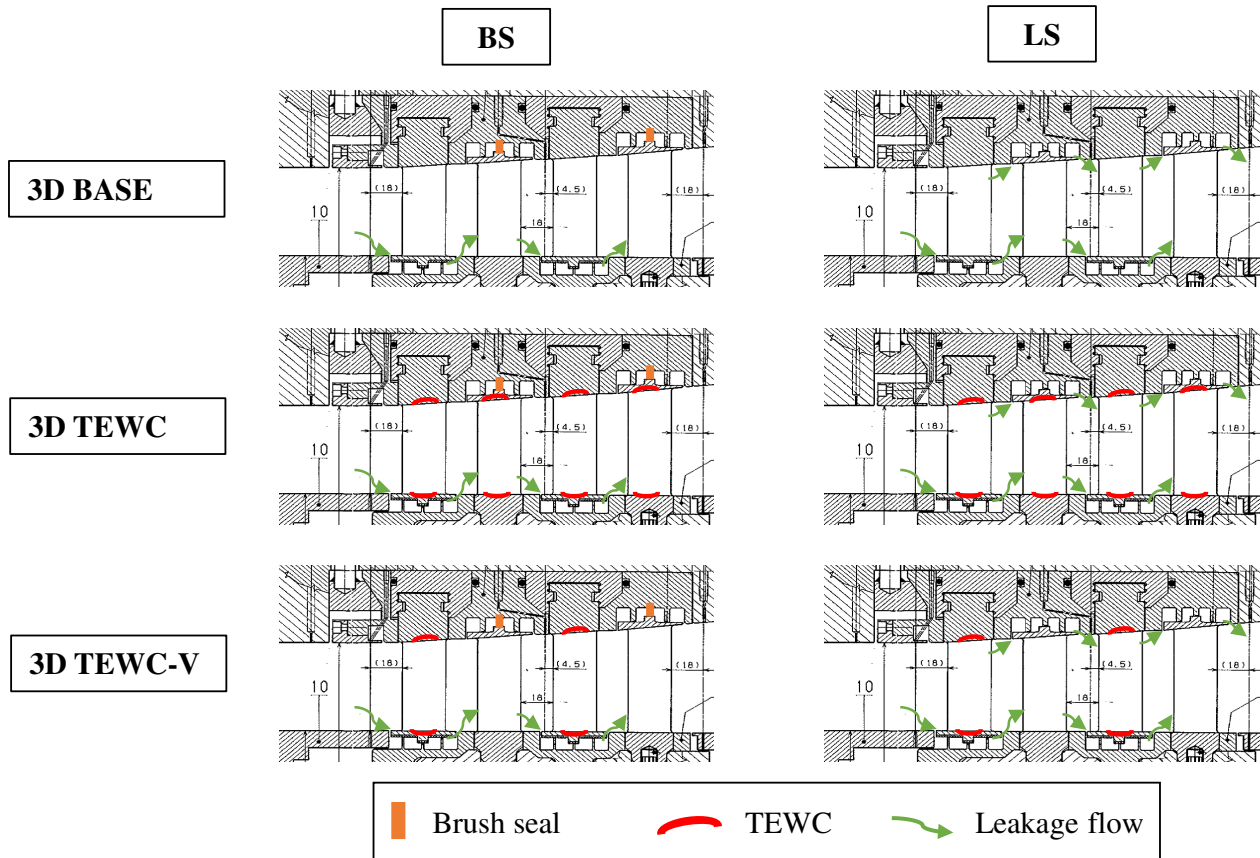 BS LS
3D BASE
(18) (4.5) (18) (18) (4.5) (18)
10 18 10 18
3D TEWC
(18) (4.5) (18) (18) (4.5) (18)
10 18 10 18
3D TEWC-V
(18) (4.5) (18) (18) (4.5) (18)
10 18 10 18
Brush seal TEWC Leakage flow